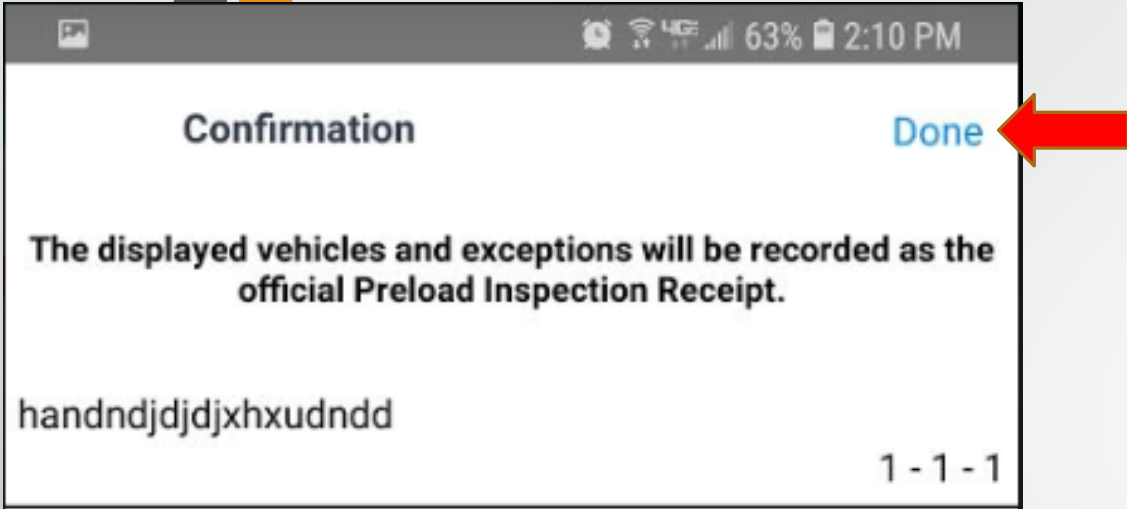 4GE 63% 2:10 PM
Confirmation Done
The displayed vehicles and exceptions will be recorded as the
official Preload Inspection Receipt.
handndjdjdjxhxudndd
1 - 1 - 1